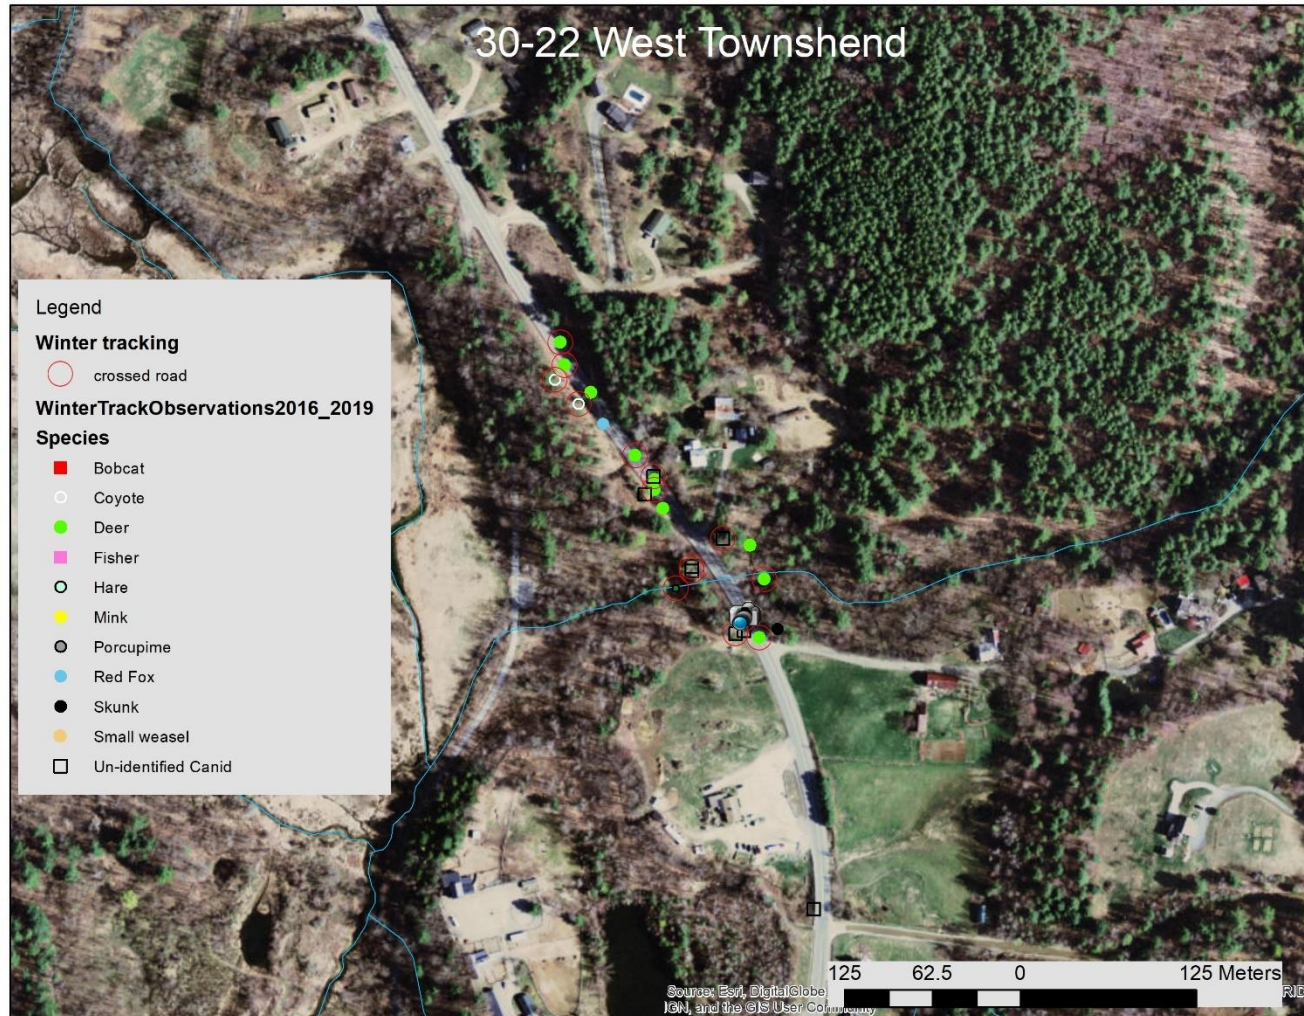 30-22 West Townshend
Legend
Winter tracking
crossed road
WinterTrackObservations2016_2019
Species
Bobcat
Coyote
Deer
Fisher
Hare
Mink
Porcupime
Red Fox
Skunk
Small weasel
Un-identified Canid
125 62.5 0 125 Meters
Source: Esri, DigitalGlobe,
IGN, and the GIS User Community